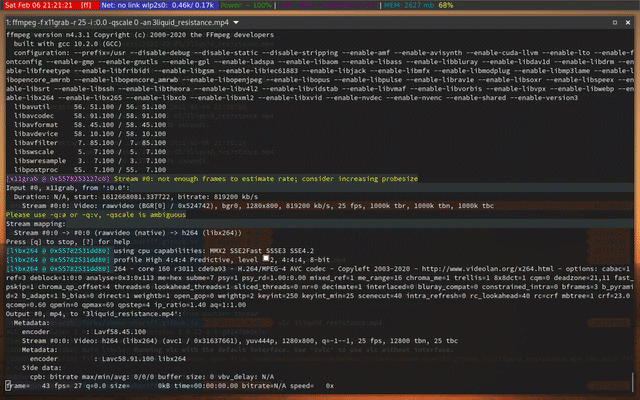 Sat Feb 06 21:21:21 [ff] Net: no link wlp2s0: 0.46k/ 0.17k Power: ~ 100% ↑ MEM: 2627 mb 68%
1: ffmpeg -f x11grab -r 25 -i :0.0 -qscale 0 -an 3liquid_resistance.mp4
ffmpeg version n4.3.1 Copyright (c) 2000-2020 the FFmpeg developers
built with gcc 10.2.0 (GCC)
configuration: --prefix=/usr --disable-debug --disable-static --disable-stripping --enable-amf --enable-avisynth --enable-cuda-llvm --enable-lto --enable-f
ontconfig --enable-gmp --enable-gnutls --enable-gpl --enable-ladspa --enable-libaom --enable-libass --enable-libbluray --enable-libdav1d --enable-libdrm --en
able-libfreetype --enable-libfribidi --enable-libgsm --enable-libiec61883 --enable-libjack --enable-libmfx --enable-libmodplug --enable-libmp3lame --enable-l
ibopencore_amrnb --enable-libopencore_amrwb --enable-libopenjpeg --enable-libopus --enable-libpulse --enable-librav1e --enable-libsoxr --enable-libspeex --en
able-libsrt --enable-libssh --enable-libtheora --enable-libv4l2 --enable-libvidstab --enable-libvmaf --enable-libvorbis --enable-libvpx --enable-libwebp --en
able-libx264 --enable-libx265 --enable-libxcb --enable-libxml2 --enable-libxvid --enable-nvdec --enable-nvenc --enable-shared --enable-version3
libavutil 56. 51.100 / 56. 51.100
libavcodec 58. 91.100 / 58. 91.100
libavformat 58. 45.100 / 58. 45.100
libavdevice 58. 10.100 / 58. 10.100
libavfilter 7. 85.100 / 7. 85.100
libswscale 5. 7.100 / 5. 7.100
libswresample 3. 7.100 / 3. 7.100
libpostproc 55. 7.100 / 55. 7.100
Stream #0: not enough frames to estimate rate; consider increasing probesize
Input #0, x11grab, from ':0.0':
Duration: N/A, start: 1612668081.337722, bitrate: 819200 kb/s
Stream #0:0: Video: rawvideo (BGR[0] / 0x524742), bgr0, 1280x800, 819200 kb/s, 25 fps, 1000k tbr, 1000k tbn, 1000k tbc
Please use -q:a or -q:v, -qscale is ambiguous
Stream mapping:
Stream #0:0 -> #0:0 (rawvideo (native) -> h264 (libx264))
Press [q] to stop, [?] for help
[libx264 @ 0x55782531dd80] using cpu capabilities: MMX2 SSE2Fast SSSE3 SSE4.2
[libx264 @ 0x55782531dd80] profile High 4:4:4 Predictive, level 2, 4:4:4, 8-bit
[libx264 @ 0x55782531dd80] 264 - core 160 r3011 cde9a93 - H.264/MPEG-4 AVC codec - Copyleft 2003-2020 - http://www.videolan.org/x264.html - options: cabac=1
ref=3 deblock=1:0:0 analyse=0x3:0x113 me=hex subme=7 psy=1 psy_rd=1.00:0.00 mixed_ref=1 me_range=16 chroma_me=1 trellis=1 8x8dct=1 cqm=0 deadzone=21,11 fast_
pskip=1 chroma_qp_offset=4 threads=6 lookahead_threads=1 sliced_threads=0 nr=0 decimate=1 interlaced=0 bluray_compat=0 constrained_intra=0 bframes=3 b_pyrami
d=2 b_adapt=1 b_bias=0 direct=1 weightb=1 open_gop=0 weightp=2 keyint=250 keyint_min=25 scenecut=40 intra_refresh=0 rc_lookahead=40 rc=crf mbtree=1 crf=23.0
qcomp=0.60 qpmin=0 qpmax=69 qpstep=4 ip_ratio=1.40 aq=1:1.00
Output #0, mp4, to '3liquid_resistance.mp4':
Metadata:
encoder : Lavf58.45.100
Stream #0:0: Video: h264 (libx264) (avc1 / 0x31637661), yuv444p, 1280x800, q=-1--1, 25 fps, 12800 tbn, 25 tbc
Metadata:
encoder : Lavc58.91.100 libx264
Side data:
cpb: bitrate max/min/avg: 0/0/0 buffer size: 0 vbv_delay: N/A
frame= 43 fps= 27 q=0.0 size= 0kB time=00:00:00.00 bitrate=N/A speed= 0x